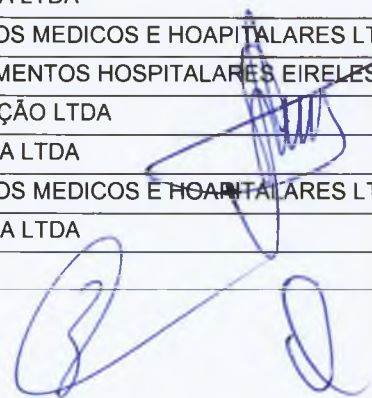 A LTDA
OS MEDICOS E HOAPITALARES LT
MENTOS HOSPITALARES EIRELES
ÇÃO LTDA
A LTDA
OS MEDICOS E HOAPITALARES LT
A LTDA